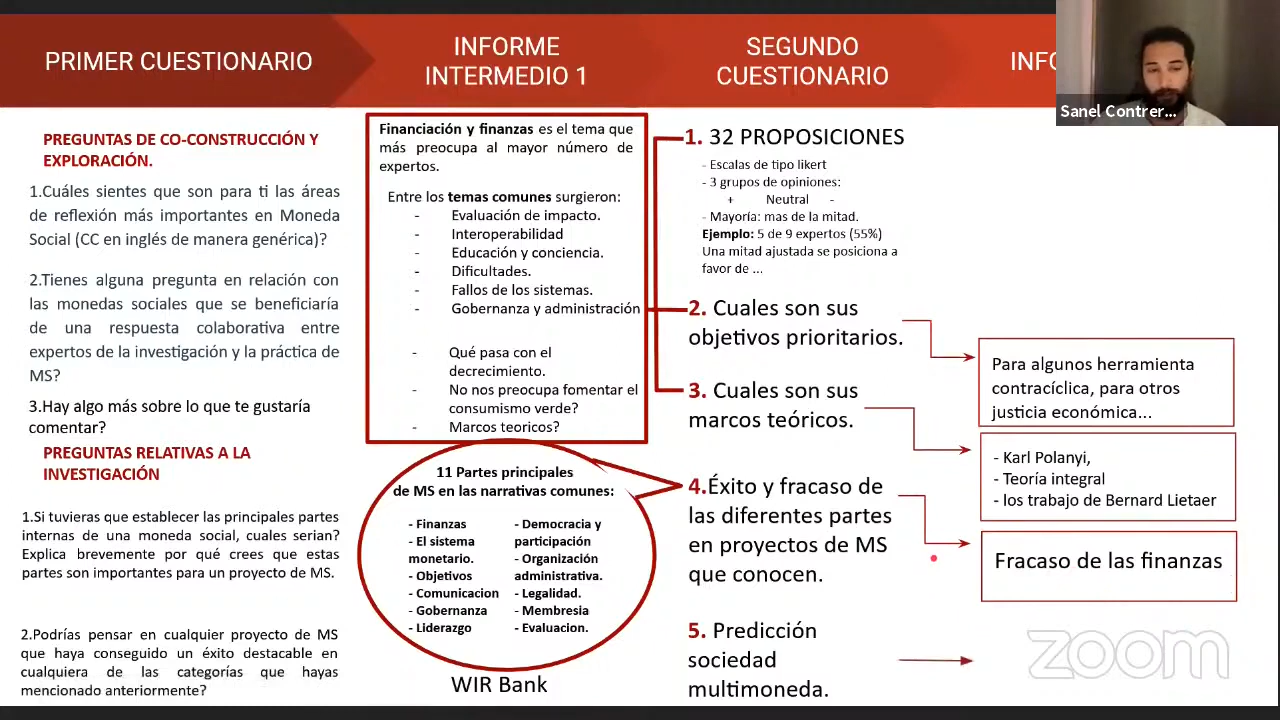 PRIMER CUESTIONARIO
INFORME
INTERMEDIO 1
SEGUNDO
CUESTIONARIO
Sanel Contrer...
PREGUNTAS DE CO-CONSTRUCCIÓN Y
EXPLORACIÓN.
1.Cuáles sientes que son para ti las áreas
de reflexión más importantes en Moneda
Social (CC en inglés de manera genérica)?
2.Tienes alguna pregunta en relación con
las monedas sociales que se beneficiaría
de una respuesta colaborativa entre
expertos de la investigación y la práctica de
MS?
3.Hay algo más sobre lo que te gustaría
comentar?
PREGUNTAS RELATIVAS A LA
INVESTIGACIÓN
1.Si tuvieras que establecer las principales partes
internas de una moneda social, cuales serian?
Explica brevemente por qué crees que estas
partes son importantes para un proyecto de MS.
2.Podrías pensar en cualquier proyecto de MS
que haya conseguido un éxito destacable en
cualquiera de las categorías que hayas
mencionado anteriormente?
Financiación y finanzas es el tema que
más preocupa al mayor número de
expertos.
Entre los temas comunes surgieron:
- Evaluación de impacto.
- Interoperabilidad
- Educación y conciencia.
- Dificultades.
- Fallos de los sistemas.
- Gobernanza y administración
- Qué pasa con el
decrecimiento.
- No nos preocupa fomentar el
consumismo verde?
- Marcos teoricos?
11 Partes principales
de MS en las narrativas comunes:
- Finanzas
- El sistema
monetario.
- Objetivos
- Comunicacion
- Gobernanza
- Liderazgo
- Democracia y
participación
- Organización
administrativa.
- Legalidad.
- Membresia
- Evaluacion.
WIR Bank
1. 32 PROPOSICIONES
- Escalas de tipo likert
- 3 grupos de opiniones:
+ Neutral -
- Mayoría: mas de la mitad.
Ejemplo: 5 de 9 expertos (55%)
Una mitad ajustada se posiciona a
favor de ...
2. Cuales son sus
objetivos prioritarios.
3. Cuales son sus
marcos teóricos.
4.Éxito y fracaso de
las diferentes partes
en proyectos de MS
que conocen.
5. Predicción
sociedad
multimoneda.
Para algunos herramienta
contracíclica, para otros
justicia económica...
- Karl Polanyi,
- Teoría integral
- los trabajo de Bernard Lietaer
Fracaso de las finanzas
zoom